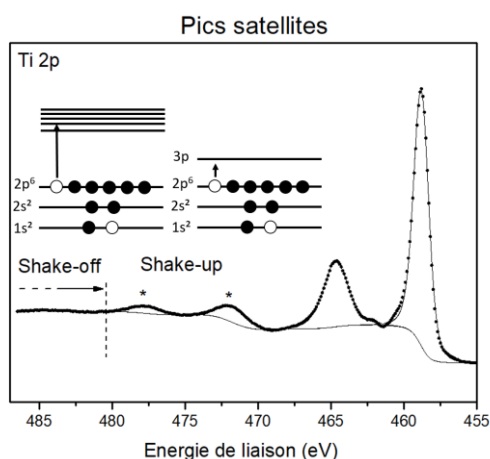 Pics satellites
Ti 2p
3p
2p⁶
2s²
1s²
2p⁶
2s²
1s²
Shake-off
Shake-up
*
*
485
480
475
470
465
460
455
Energie de liaison (eV)